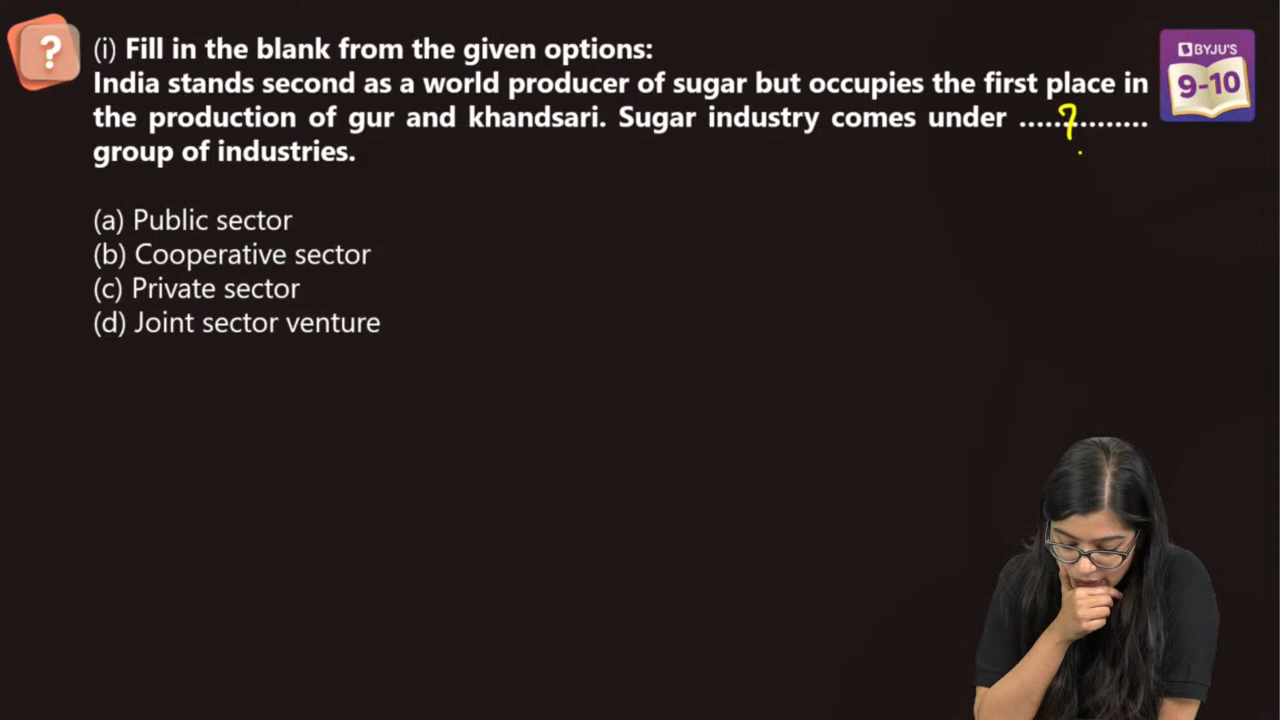 ?
(i) Fill in the blank from the given options:
India stands second as a world producer of sugar but occupies the first place in
the production of gur and khandsari. Sugar industry comes under ....?..........
group of industries.
(a) Public sector
(b) Cooperative sector
(c) Private sector
(d) Joint sector venture
BYJU'S
9-10